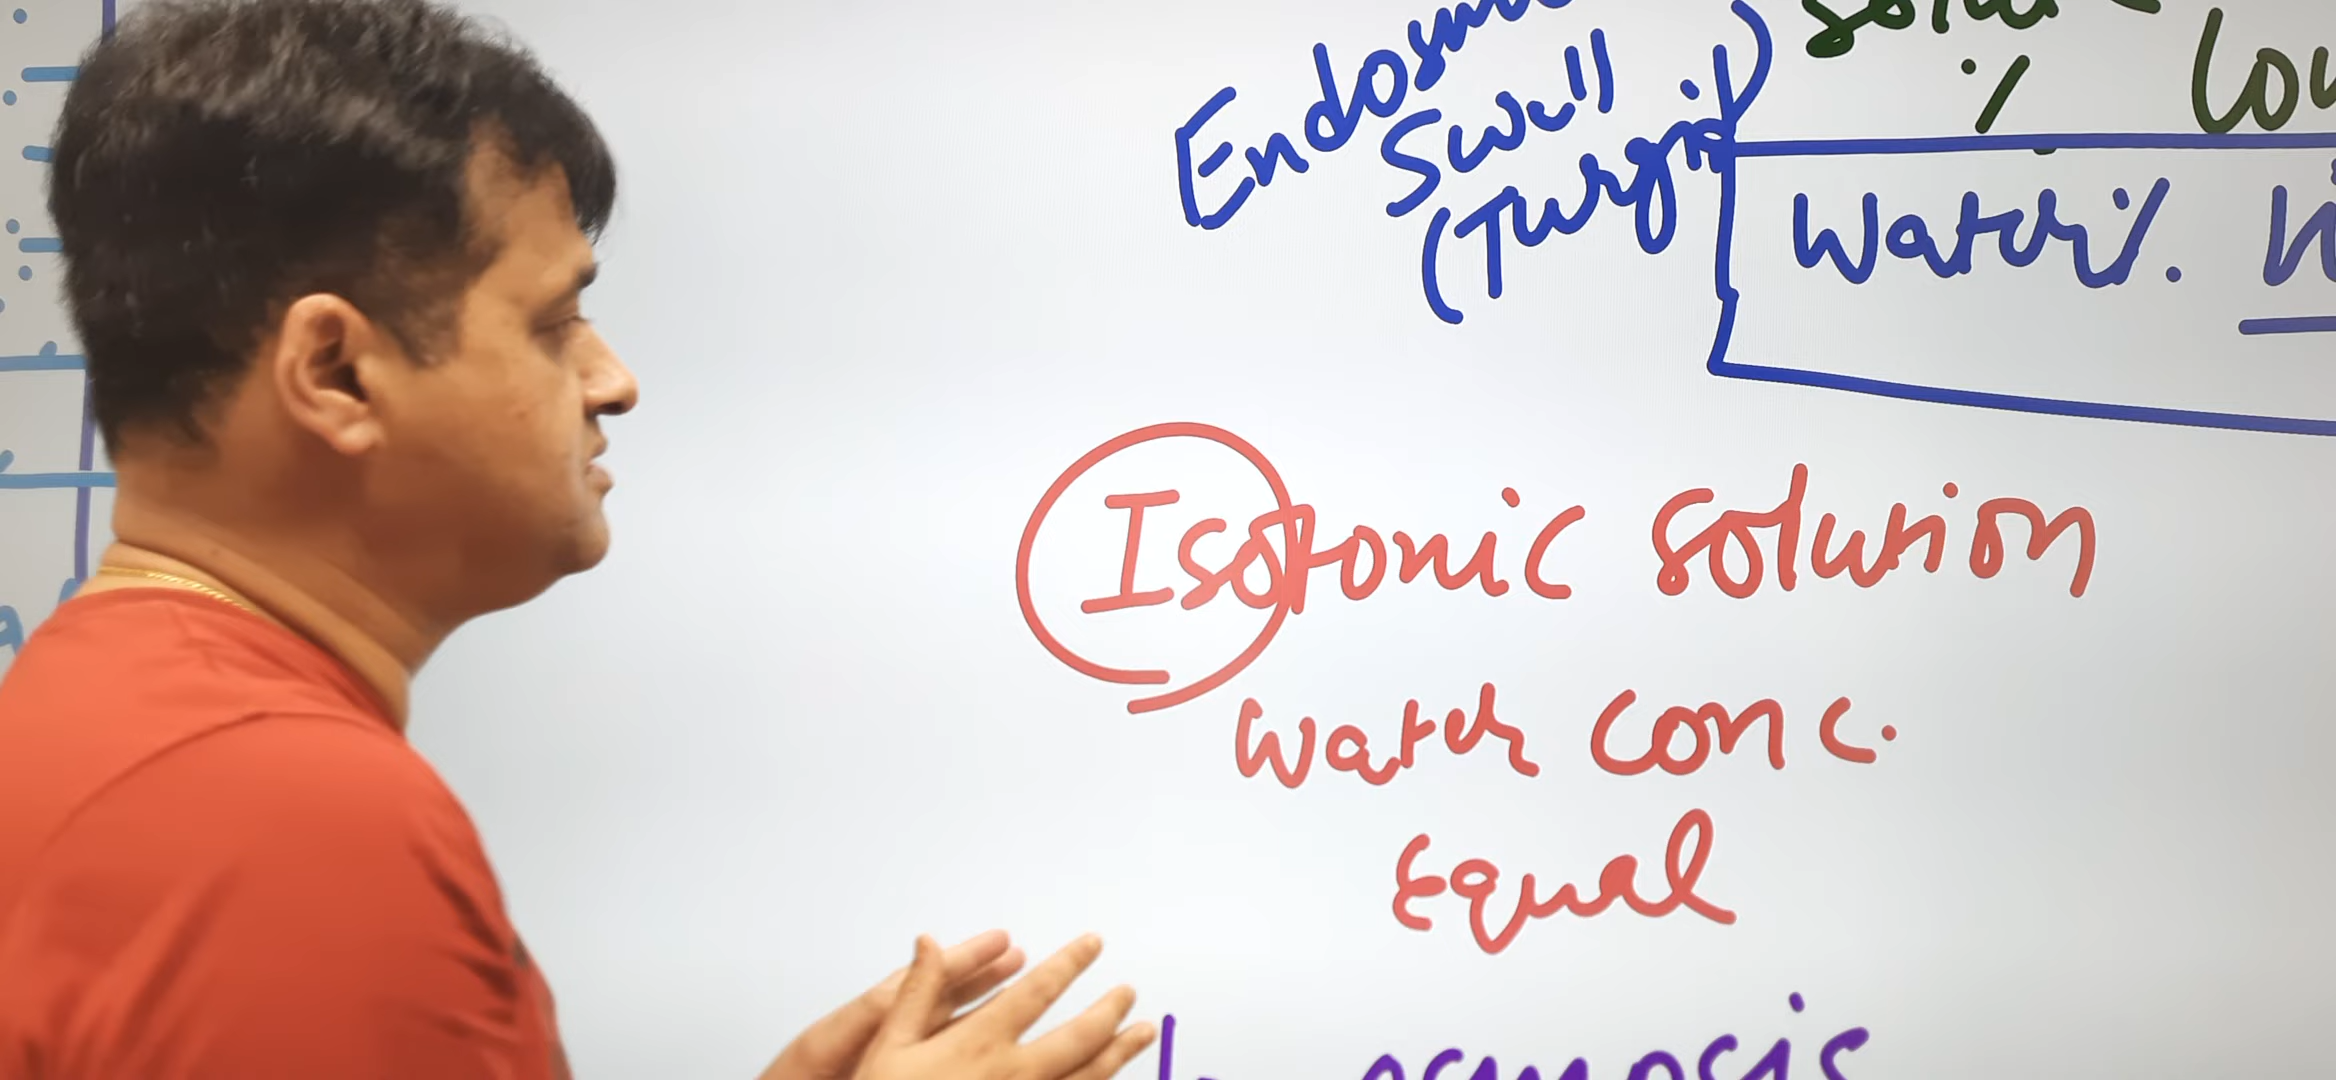 Swell
(Turgid)
%
Water %.
Isotonic Solution
Water Conc.
Equal
osmosis